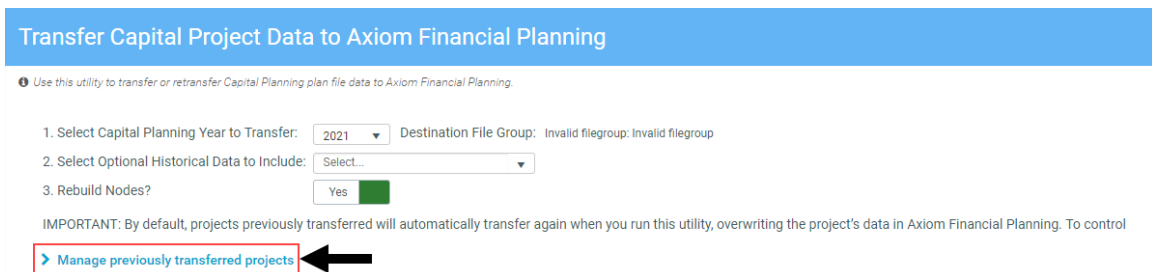 Transfer Capital Project Data to Axiom Financial Planning
Use this utility to transfer or retransfer Capital Planning plan file data to Axiom Financial Planning.
1. Select Capital Planning Year to Transfer: 2021 Destination File Group: Invalid filegroup: Invalid filegroup
2. Select Optional Historical Data to Include: Select...
3. Rebuild Nodes? Yes
IMPORTANT: By default, projects previously transferred will automatically transfer again when you run this utility, overwriting the project's data in Axiom Financial Planning. To control
Manage previously transferred projects